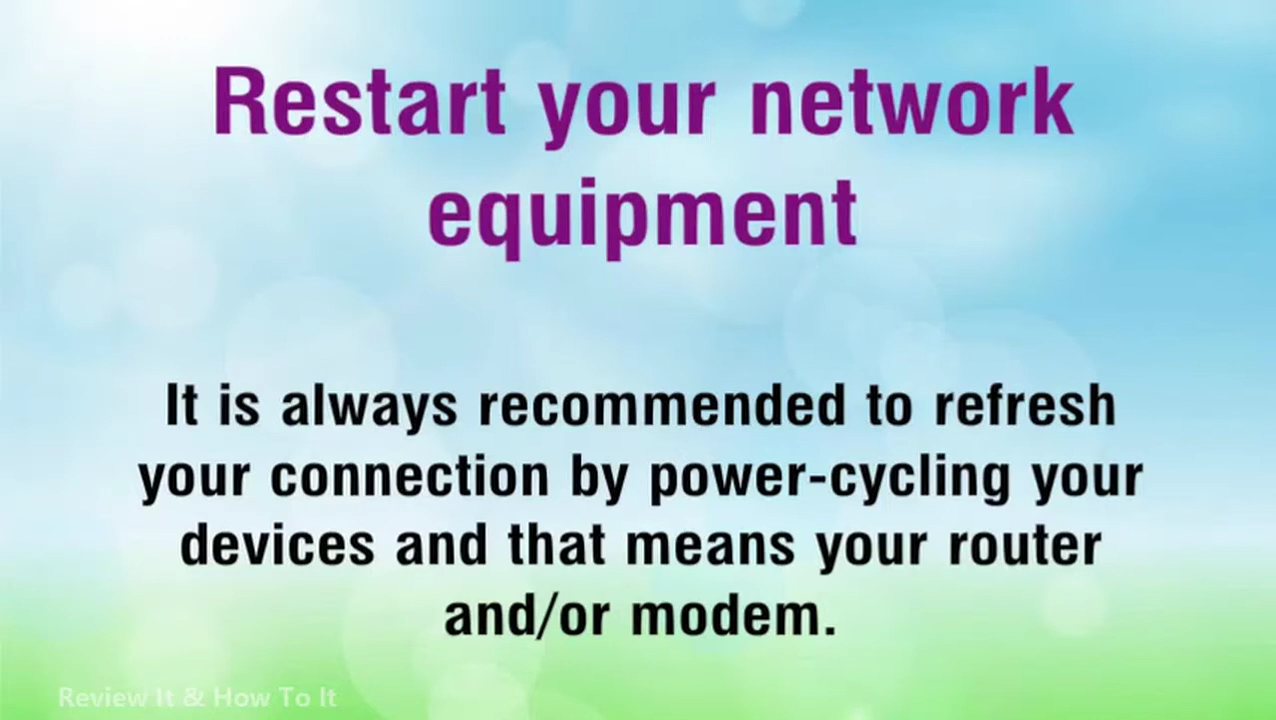 Restart your network
equipment
It is always recommended to refresh
your connection by power-cycling your
devices and that means your router
and/or modem.
Review It & How To It